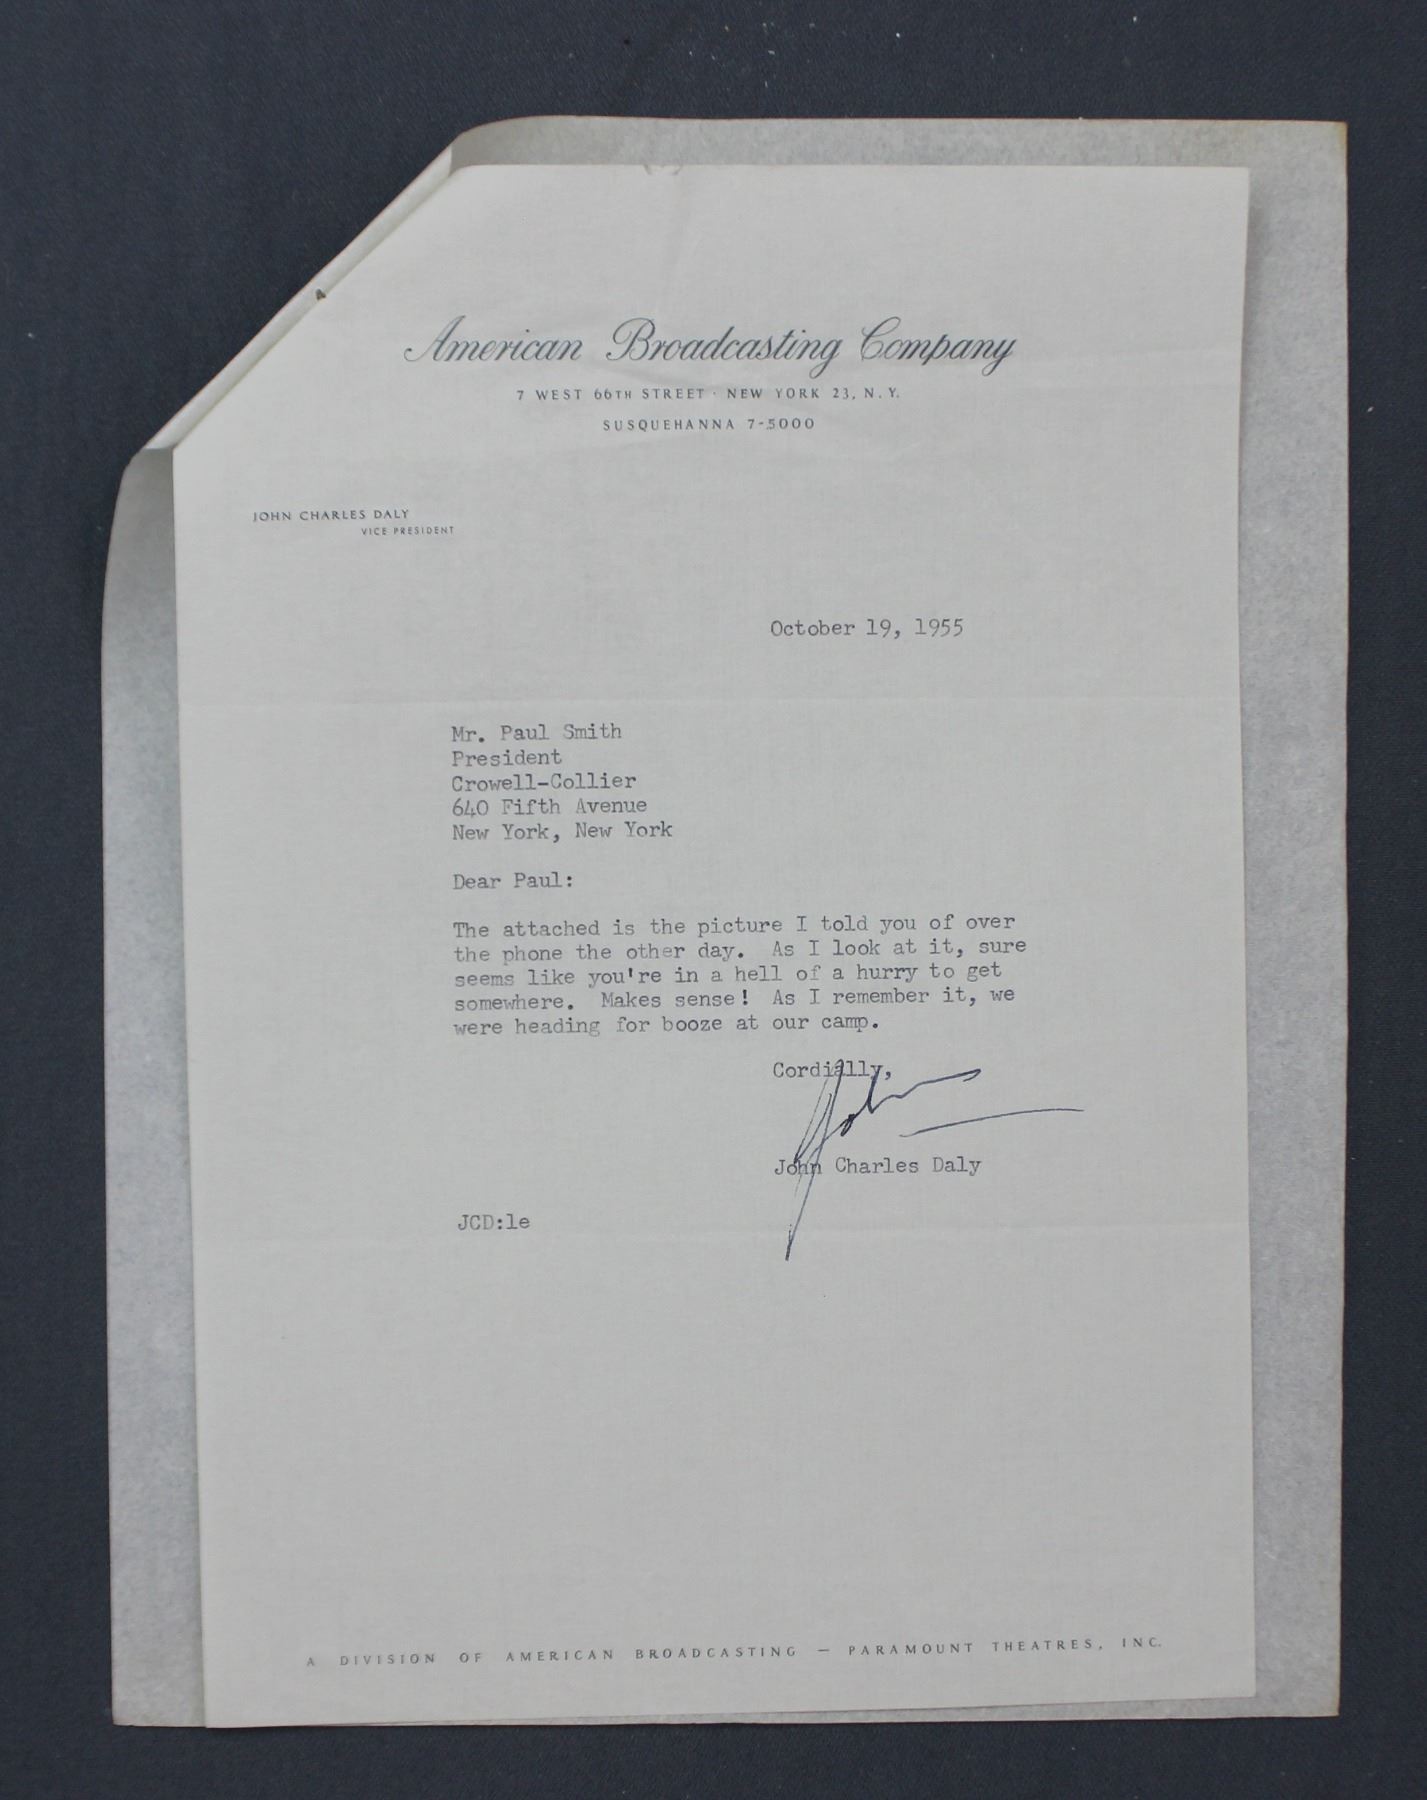 American Broadcasting Company
7 WEST 66TH STREET · NEW YORK 23, N.Y.
SUSQUEHANNA 7-5000
JOHN CHARLES DALY
VICE PRESIDENT
October 19, 1955
Mr. Paul Smith
President
Crowell-Collier
640 Fifth Avenue
New York, New York
Dear Paul:
The attached is the picture I told you of over
the phone the other day. As I look at it, sure
seems like you're in a hell of a hurry to get
somewhere. Makes sense! As I remember it, we
were heading for booze at our camp.
Cordially,
John
John Charles Daly
JCD:le
A DIVISION OF AMERICAN BROADCASTING — PARAMOUNT THEATRES, INC.